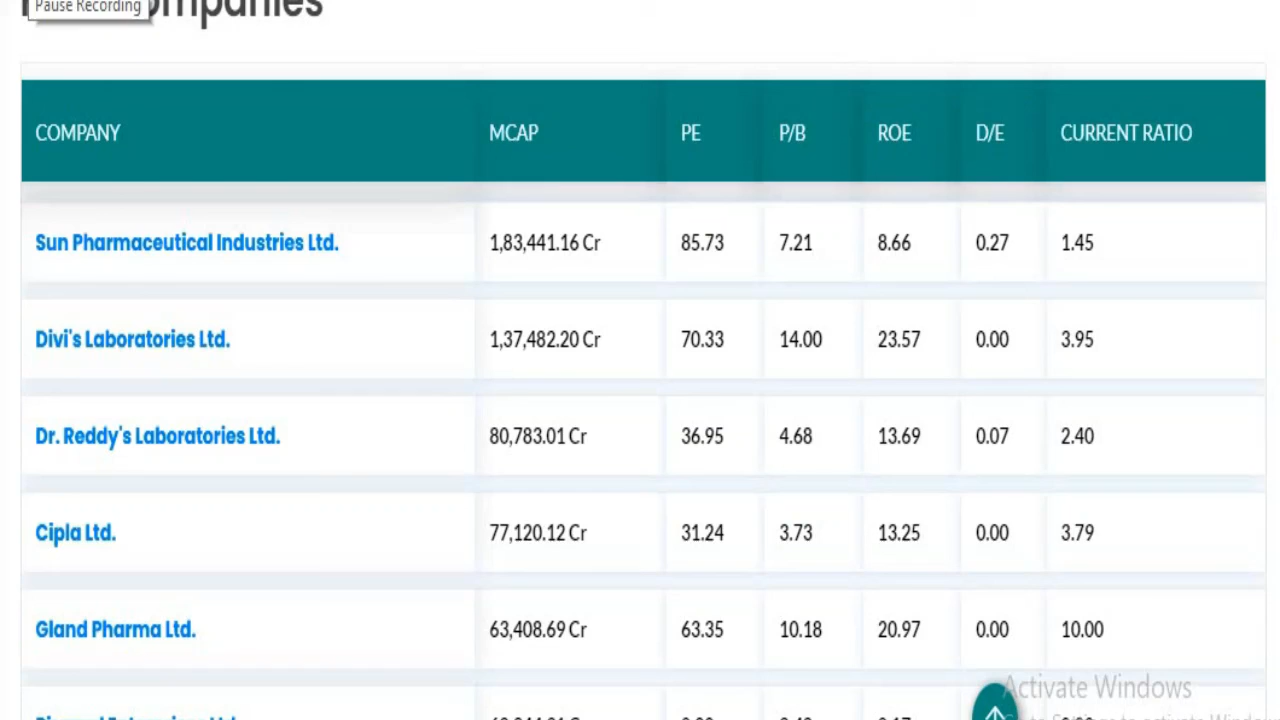 Companies
Pause Recording
COMPANY MCAP PE P/B ROE D/E CURRENT RATIO
Sun Pharmaceutical Industries Ltd. 1,83,441.16 Cr 85.73 7.21 8.66 0.27 1.45
Divi's Laboratories Ltd. 1,37,482.20 Cr 70.33 14.00 23.57 0.00 3.95
Dr. Reddy's Laboratories Ltd. 80,783.01 Cr 36.95 4.68 13.69 0.07 2.40
Cipla Ltd. 77,120.12 Cr 31.24 3.73 13.25 0.00 3.79
Gland Pharma Ltd. 63,408.69 Cr 63.35 10.18 20.97 0.00 10.00
Activate Windows